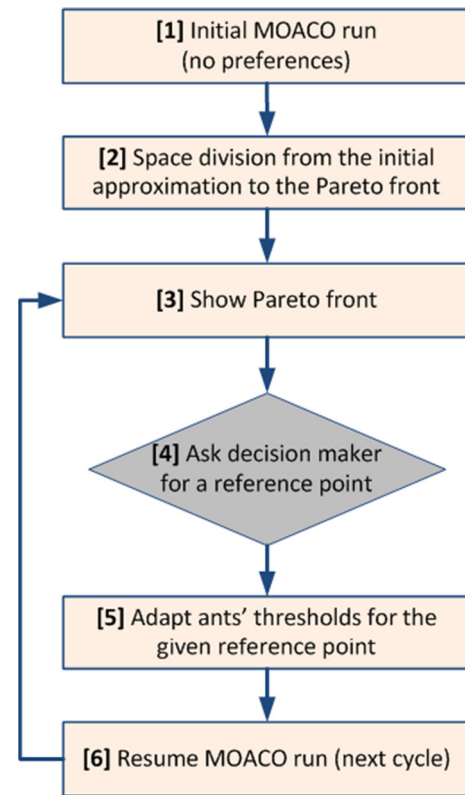 [1] Initial MOACO run
(no preferences)
[2] Space division from the initial
approximation to the Pareto front
[3] Show Pareto front
[4] Ask decision maker
for a reference point
[5] Adapt ants’ thresholds for the
given reference point
[6] Resume MOACO run (next cycle)